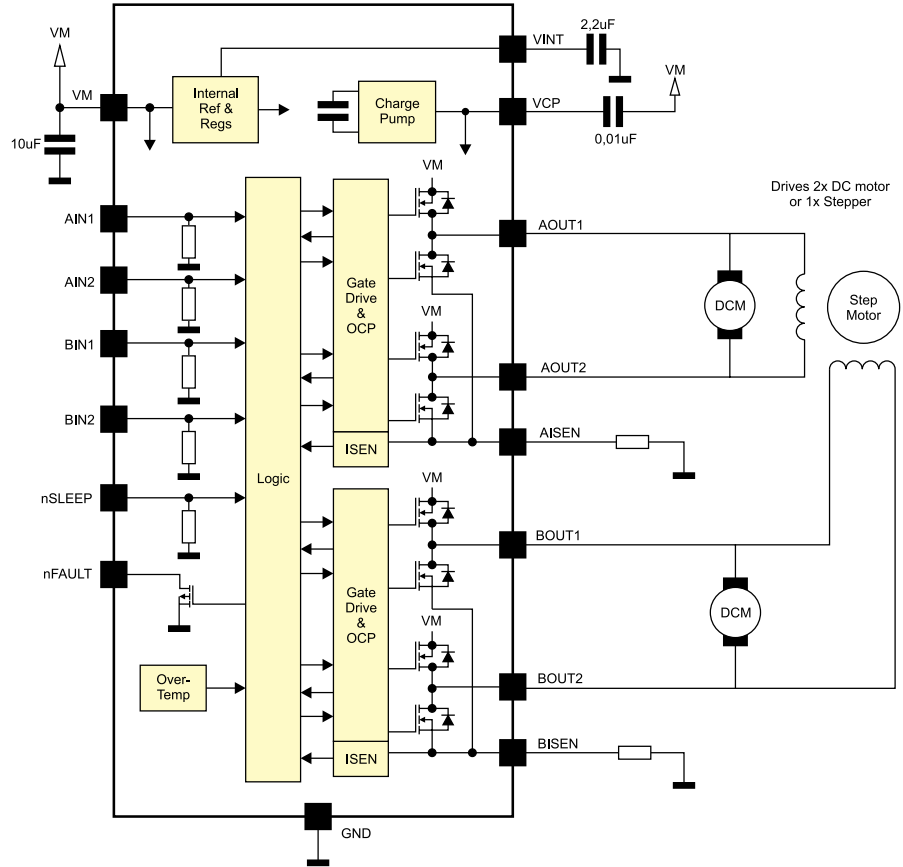 VM
VINT
2,2uF
VM
Internal
Ref &
Regs
Charge
Pump
VCP
VM
10uF
0,01uF
VM
Drives 2x DC motor
or 1x Stepper
AIN1
AOUT1
AIN2
Gate
Drive
&
OCP
DCM
Step
Motor
VM
BIN1
AOUT2
BIN2
AISEN
ISEN
Logic
VM
nSLEEP
BOUT1
nFAULT
Gate
Drive
&
OCP
DCM
VM
Over-
Temp
BOUT2
BISEN
ISEN
GND